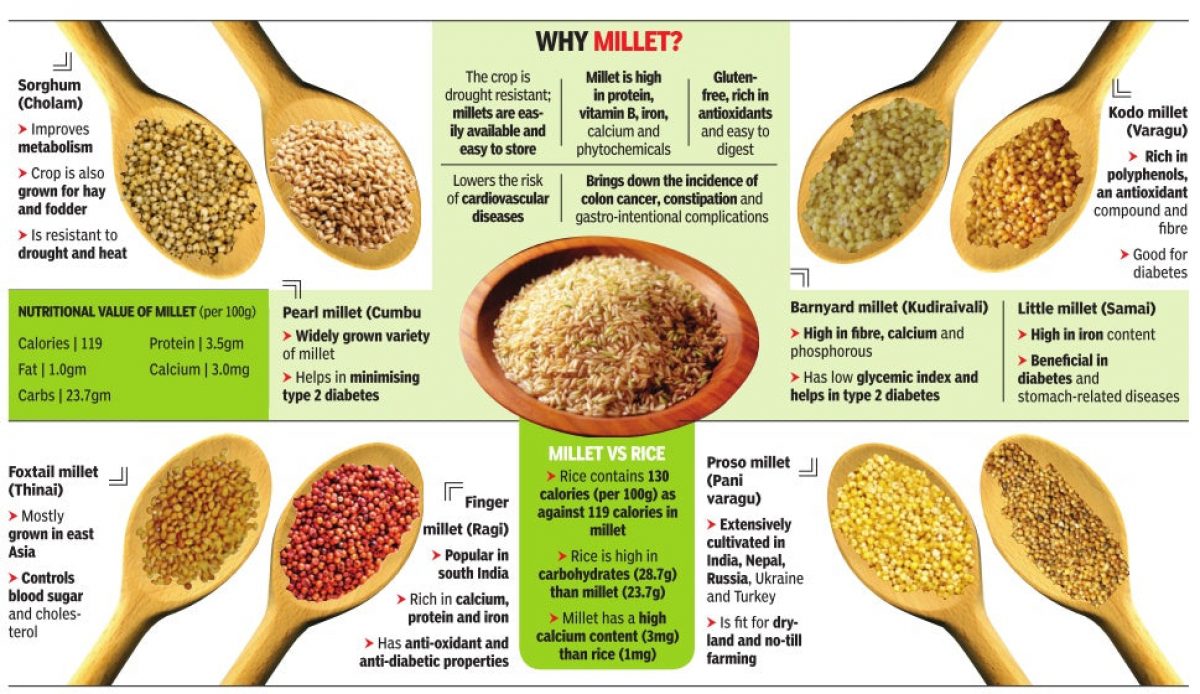 WHY MILLET?
The crop is
drought resistant;
millets are eas-
ily available and
easy to store
Millet is high
in protein,
vitamin B, iron,
calcium and
phytochemicals
Gluten-
free, rich in
antioxidants
and easy to
digest
Lowers the risk
of cardiovascular
diseases
Brings down the incidence of
colon cancer, constipation and
gastro-intentional complications
Sorghum
(Cholam)
Improves
metabolism
Crop is also
grown for hay
and fodder
Is resistant to
drought and heat
Kodo millet
(Varagu)
Rich in
polyphenols,
an antioxidant
compound and
fibre
Good for
diabetes
NUTRITIONAL VALUE OF MILLET (per 100g)
Calories | 119 Protein | 3.5gm
Fat | 1.0gm Calcium | 3.0mg
Carbs | 23.7gm
Pearl millet (Cumbu
Widely grown variety
of millet
Helps in minimising
type 2 diabetes
Barnyard millet (Kudiraivali)
High in fibre, calcium and
phosphorous
Has low glycemic index and
helps in type 2 diabetes
Little millet (Samai)
High in iron content
Beneficial in
diabetes and
stomach-related diseases
Foxtail millet
(Thinai)
Mostly
grown in east
Asia
Controls
blood sugar
and choles-
terol
Finger
millet (Ragi)
Popular in
south India
Rich in calcium,
protein and iron
Has anti-oxidant and
anti-diabetic properties
MILLET VS RICE
Rice contains 130
calories (per 100g) as
against 119 calories in
millet
Rice is high in
carbohydrates (28.7g)
than millet (23.7g)
Millet has a high
calcium content (3mg)
than rice (1mg)
Proso millet
(Pani
varagu)
Extensively
cultivated in
India, Nepal,
Russia, Ukraine
and Turkey
Is fit for dry-
land and no-till
farming